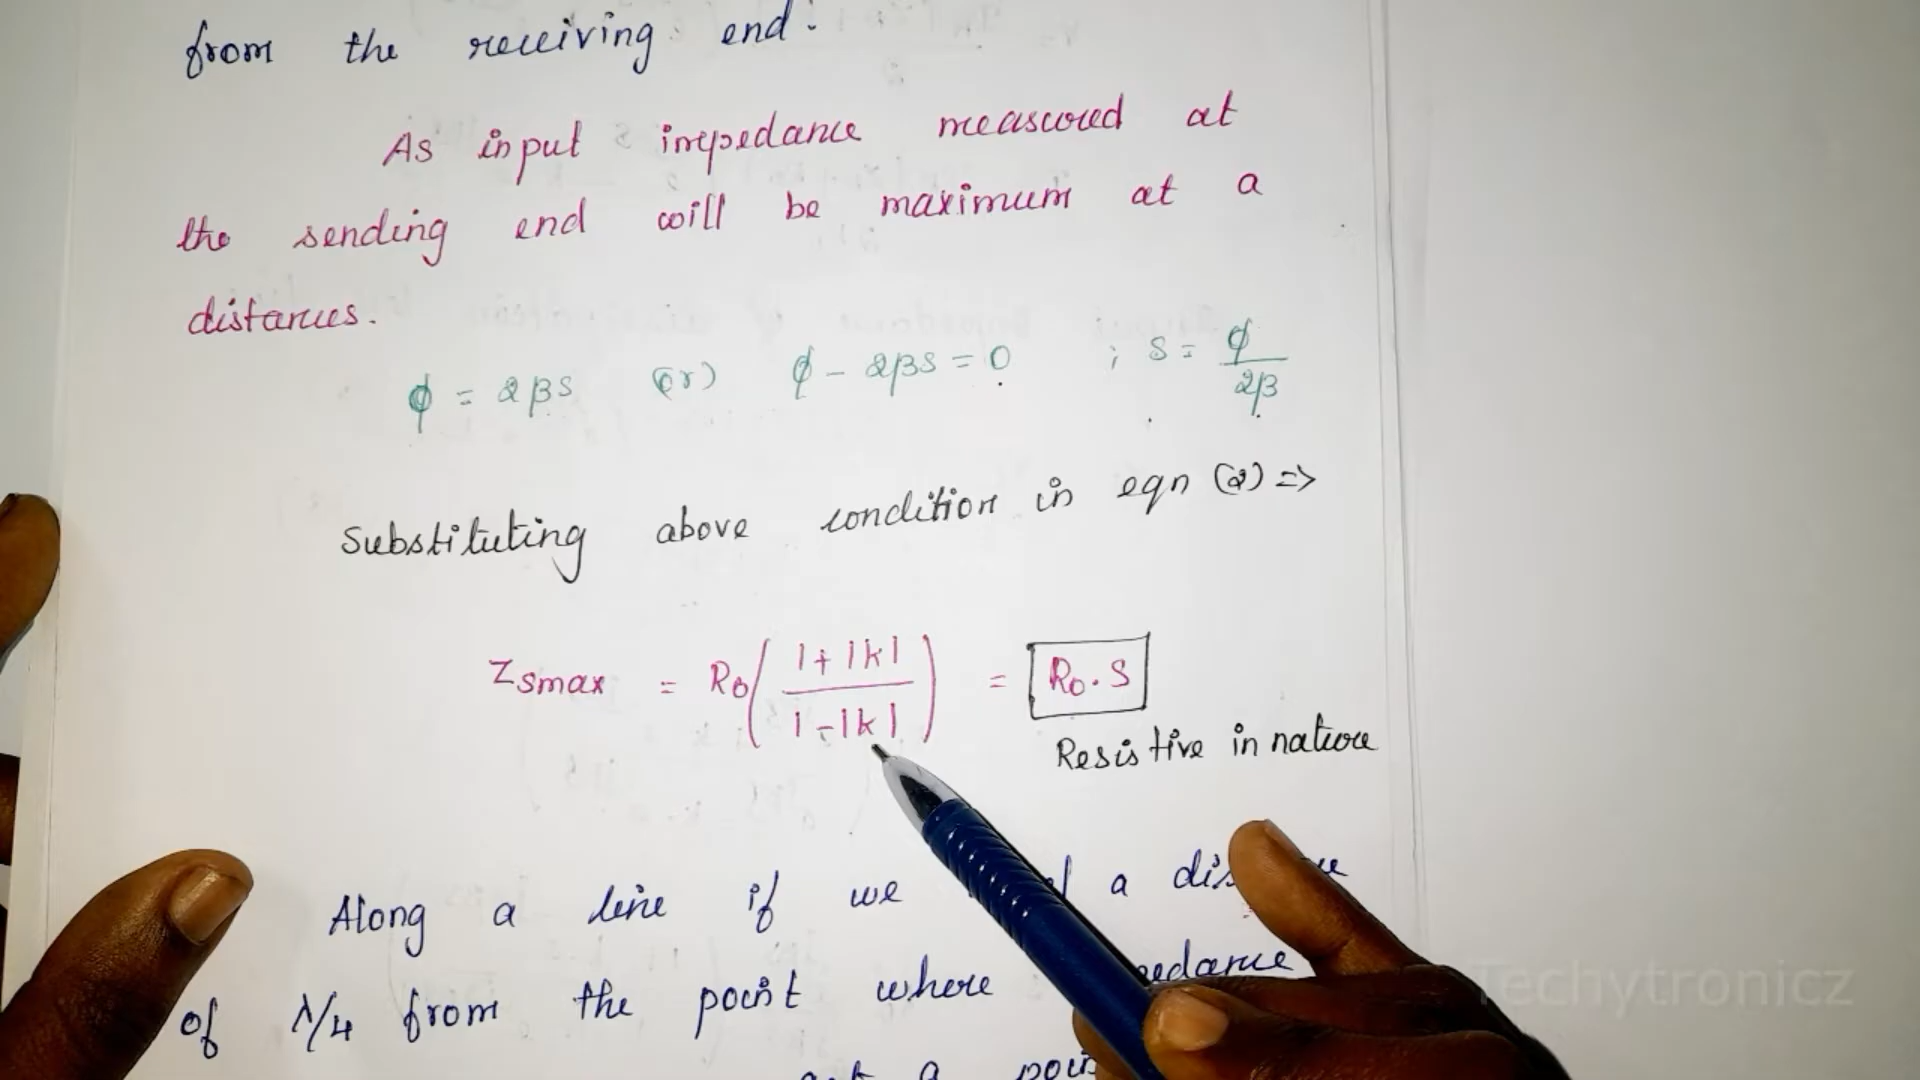 from the receiving end.
As input impedance measured at
the sending end will be maximum at a
distances.
ϕ = 2βs (or) ϕ - 2βs = 0 ; s = ϕ/2β
Substituting above condition in eqn (2) =>
Zsmax = R0 ( 1+|k| / 1-|k| ) = R0 . S
Resistive in nature
Along a line if we a
of λ/4 from the point where
at a
Techytronicz